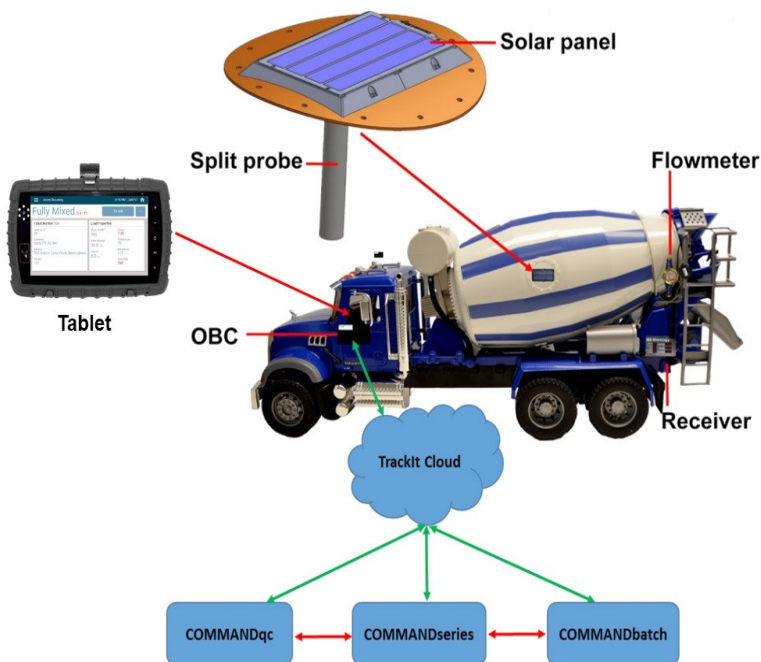 Solar panel
Split probe
Flowmeter
Fully Mixed
Tablet
OBC
Receiver
TrackIt Cloud
COMMANDqc
COMMANDseries
COMMANDbatch